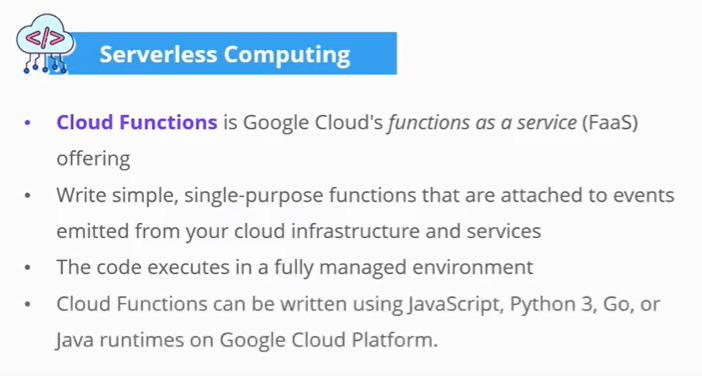 </>
Serverless Computing
• Cloud Functions is Google Cloud's functions as a service (FaaS)
offering
• Write simple, single-purpose functions that are attached to events
emitted from your cloud infrastructure and services
• The code executes in a fully managed environment
• Cloud Functions can be written using JavaScript, Python 3, Go, or
Java runtimes on Google Cloud Platform.